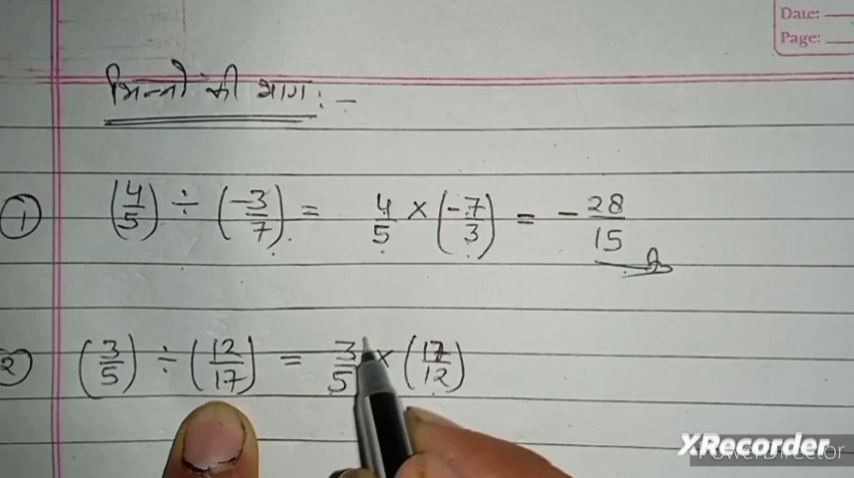 Date:
Page:
भिन्नों की भाग :-
① (4/5) ÷ (-3/7) = 4/5 × (-7/3) = - 28/15
② (3/5) ÷ (12/17) = 3/5 × (17/12)
XRecorder
PowerDirector